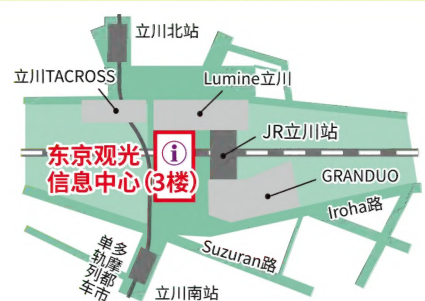 立川北站
立川TACROSS
Lumine立川
JR立川站
东京观光
信息中心(3楼)
GRANDUO
Iroha路
Suzuran路
多摩都市
单轨列车
立川南站